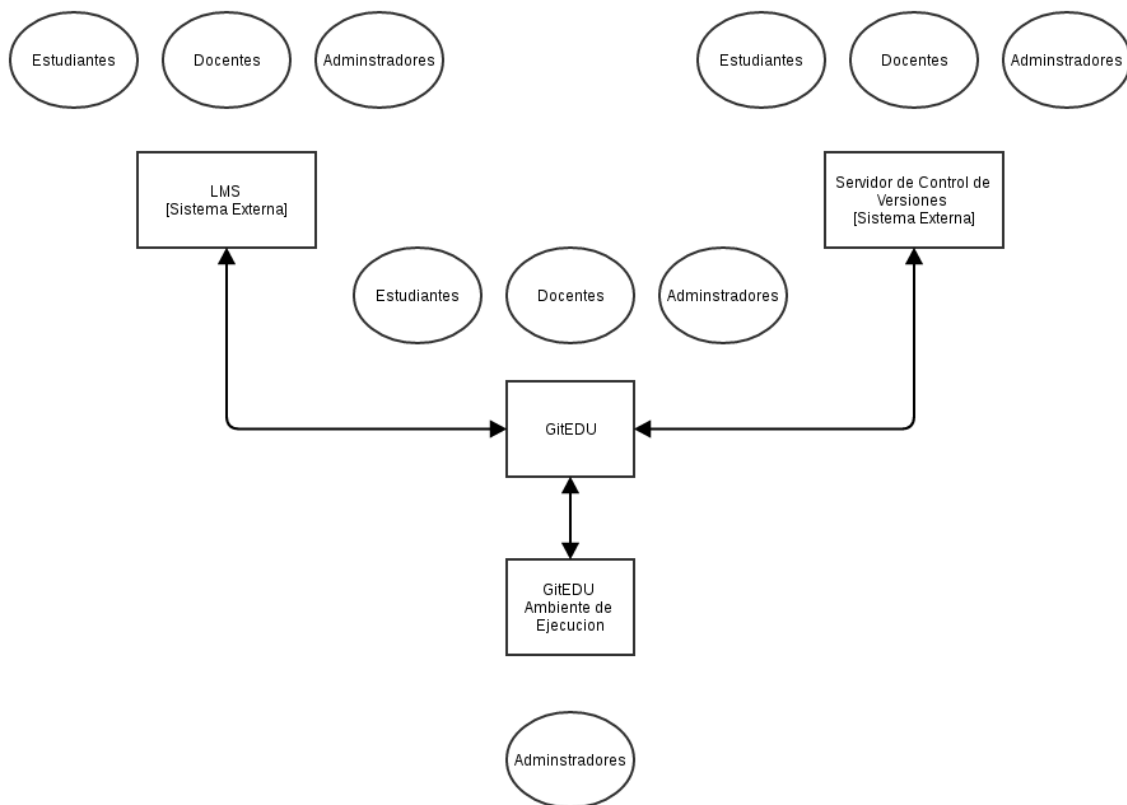 Estudiantes
Docentes
Adminstradores
Estudiantes
Docentes
Adminstradores
LMS
[Sistema Externa]
Servidor de Control de
Versiones
[Sistema Externa]
Estudiantes
Docentes
Adminstradores
GitEDU
GitEDU
Ambiente de
Ejecucion
Adminstradores